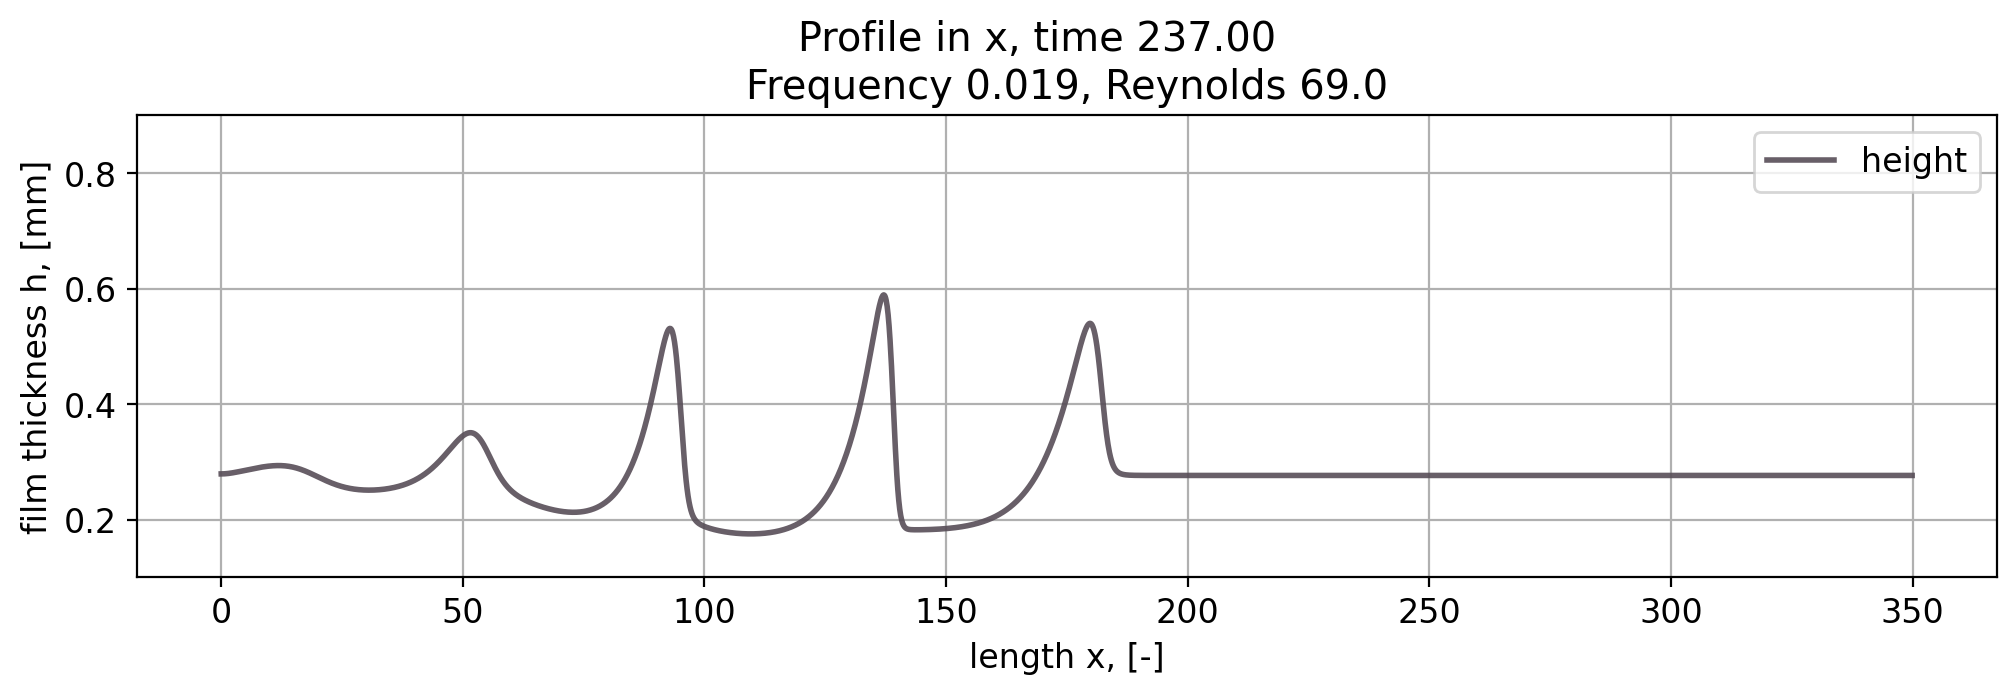 Profile in x, time 237.00
Frequency 0.019, Reynolds 69.0
height
film thickness h, [mm]
0.8
0.6
0.4
0.2
0 50 100 150 200 250 300 350
length x, [-]